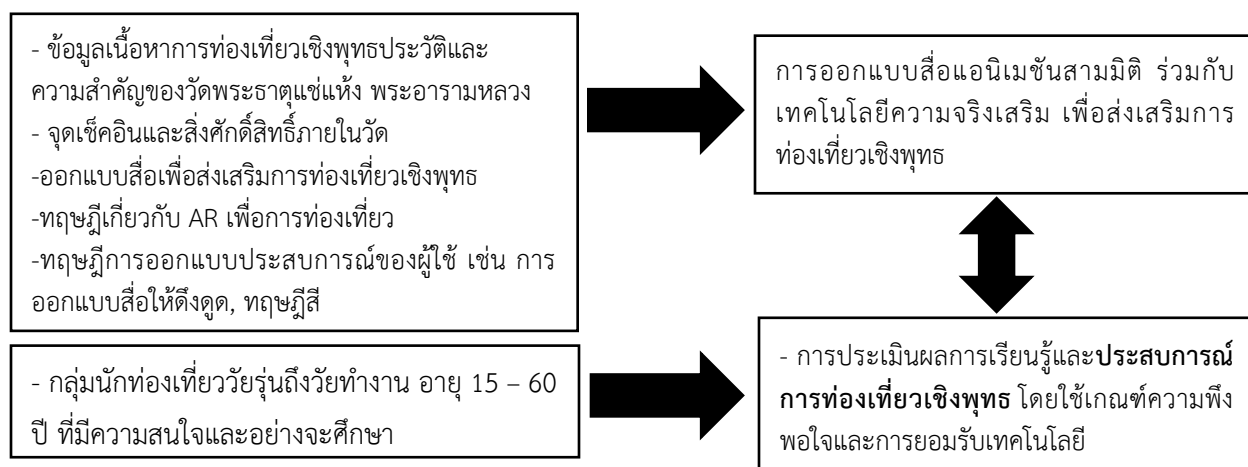 - ข้อมูลเนื้อหาการท่องเที่ยวเชิงพุทธประวัติและ
ความสำคัญของวัดพระธาตุแช่แห้ง พระอารามหลวง
- จุดเช็คอินและสิ่งศักดิ์สิทธิ์ภายในวัด
-ออกแบบสื่อเพื่อส่งเสริมการท่องเที่ยวเชิงพุทธ
-ทฤษฎีเกี่ยวกับ AR เพื่อการท่องเที่ยว
-ทฤษฎีการออกแบบประสบการณ์ของผู้ใช้ เช่น การ
ออกแบบสื่อให้ดึงดูด, ทฤษฎีสี
การออกแบบสื่อแอนิเมชันสามมิติ ร่วมกับ
เทคโนโลยีความจริงเสริม เพื่อส่งเสริมการ
ท่องเที่ยวเชิงพุทธ
- กลุ่มนักท่องเที่ยววัยรุ่นถึงวัยทำงาน อายุ 15 – 60
ปี ที่มีความสนใจและอย่างจะศึกษา
- การประเมินผลการเรียนรู้และประสบการณ์
การท่องเที่ยวเชิงพุทธ โดยใช้เกณฑ์ความพึง
พอใจและการยอมรับเทคโนโลยี